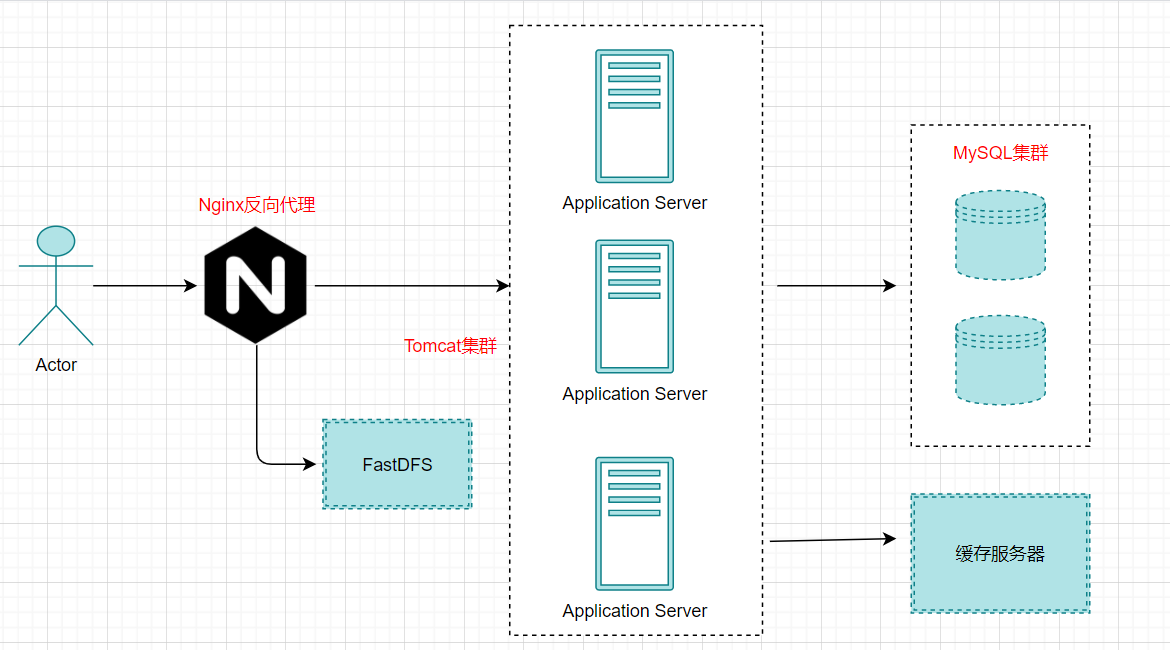 Nginx反向代理
Actor
FastDFS
Tomcat集群
Application Server
Application Server
Application Server
MySQL集群
缓存服务器